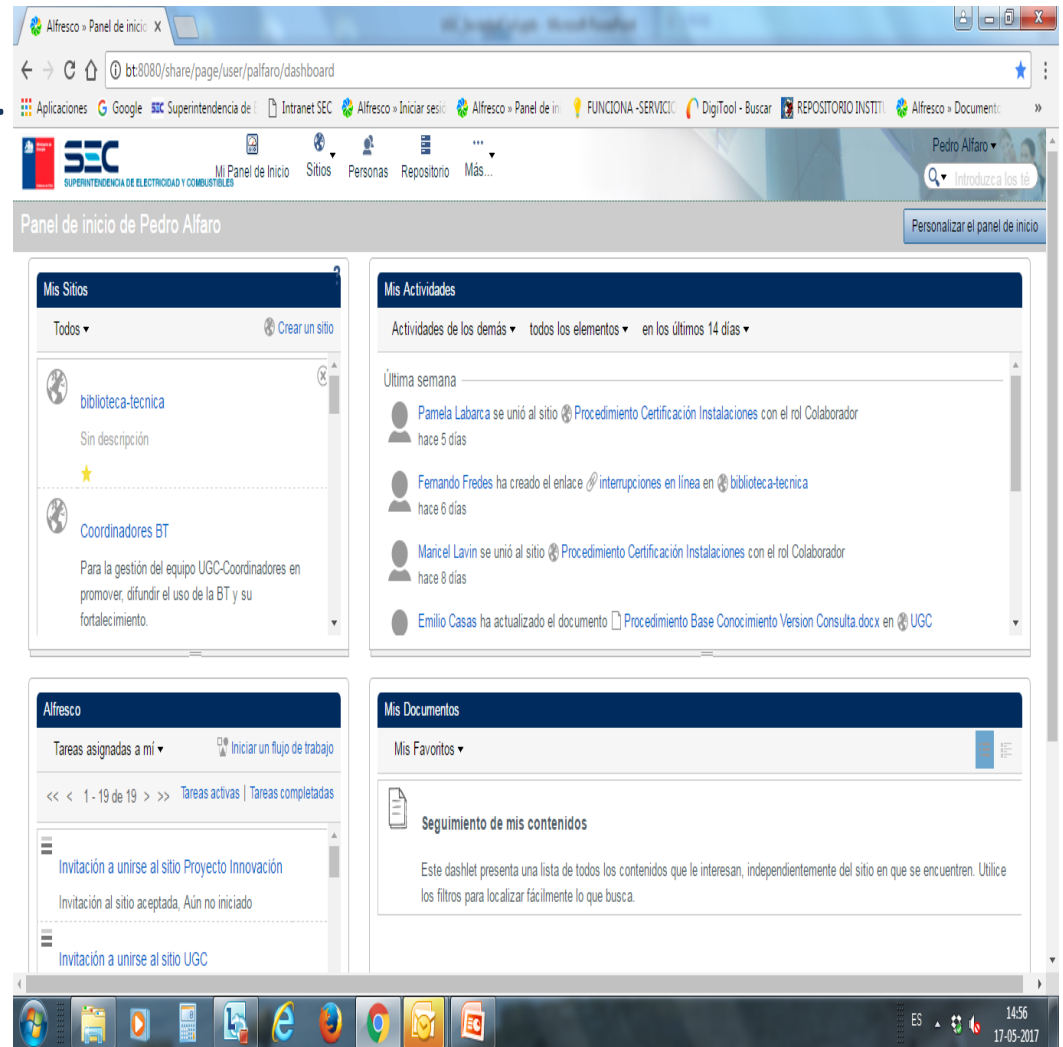 Alfresco » Panel de inicio
bt:8080/share/page/user/palfaro/dashboard
Aplicaciones Google SEC Superintendencia de E Intranet SEC Alfresco » Iniciar sesió Alfresco » Panel de in FUNCIONA -SERVICIO DigiTool - Buscar REPOSITORIO INSTITU Alfresco » Documento »
SEC
SUPERINTENDENCIA DE ELECTRICIDAD Y COMBUSTIBLES
Mi Panel de Inicio Sitios Personas Repositorio Más...
Pedro Alfaro
Introduzca los té
Panel de inicio de Pedro Alfaro
Personalizar el panel de inicio
Mis Sitios
Todos
Crear un sitio
biblioteca-tecnica
Sin descripción
Coordinadores BT
Para la gestión del equipo UGC-Coordinadores en
promover, difundir el uso de la BT y su
fortalecimiento.
Mis Actividades
Actividades de los demás todos los elementos en los últimos 14 días
Última semana
Pamela Labarca se unió al sitio Procedimiento Certificación Instalaciones con el rol Colaborador
hace 5 días
Fernando Fredes ha creado el enlace interrupciones en línea en biblioteca-tecnica
hace 6 días
Maricel Lavin se unió al sitio Procedimiento Certificación Instalaciones con el rol Colaborador
hace 8 días
Emilio Casas ha actualizado el documento Procedimiento Base Conocimiento Version Consulta.docx en UGC
Alfresco
Tareas asignadas a mí
Iniciar un flujo de trabajo
<< < 1 - 19 de 19 > >> Tareas activas | Tareas completadas
Invitación a unirse al sitio Proyecto Innovación
Invitación al sitio aceptada, Aún no iniciado
Invitación a unirse al sitio UGC
Mis Documentos
Mis Favoritos
Seguimiento de mis contenidos
Este dashlet presenta una lista de todos los contenidos que le interesan, independientemente del sitio en que se encuentren. Utilice
los filtros para localizar fácilmente lo que busca.
ES
14:56
17-05-2017